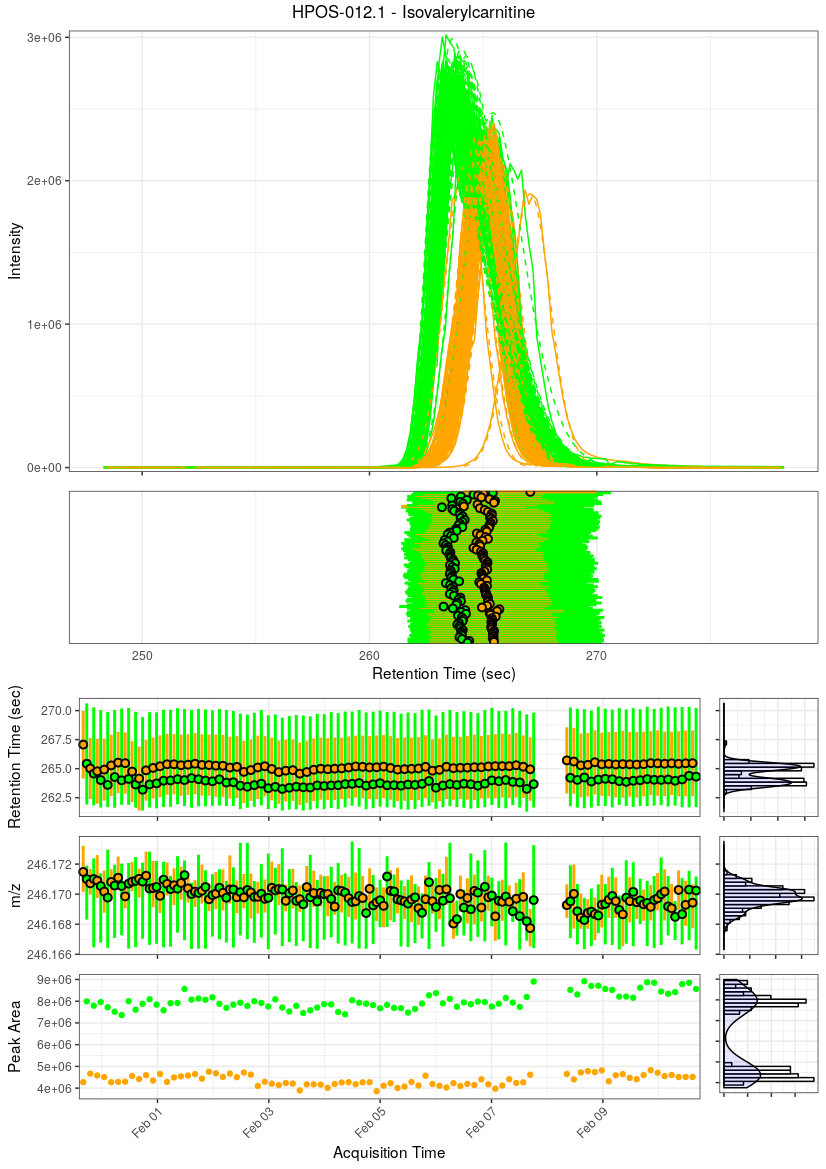 HPOS-012.1 - Isovalerylcarnitine
3e+06
2e+06
1e+06
0e+00
Intensity
250
260
270
Retention Time (sec)
270.0
267.5
265.0
262.5
Retention Time (sec)
246.172
246.170
246.168
246.166
m/z
9e+06
8e+06
7e+06
6e+06
5e+06
4e+06
Peak Area
Feb 01
Feb 03
Feb 05
Feb 07
Feb 09
Acquisition Time